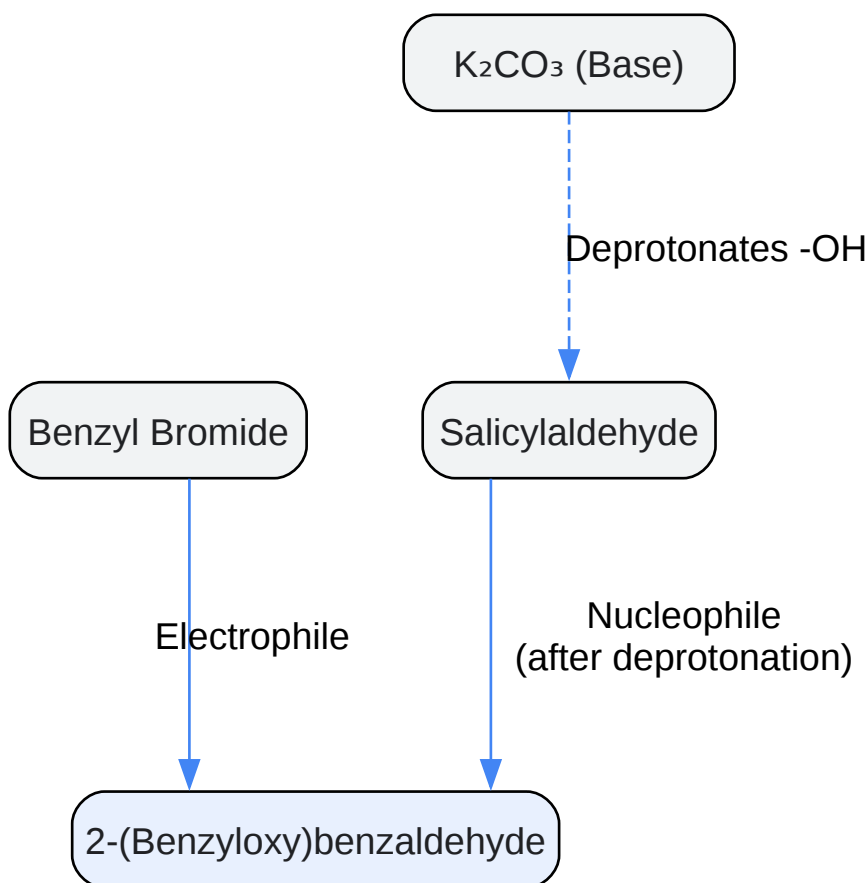 K₂CO₃ (Base)
Deprotonates -OH
Benzyl Bromide
Salicylaldehyde
Electrophile
Nucleophile
(after deprotonation)
2-(Benzyloxy)benzaldehyde